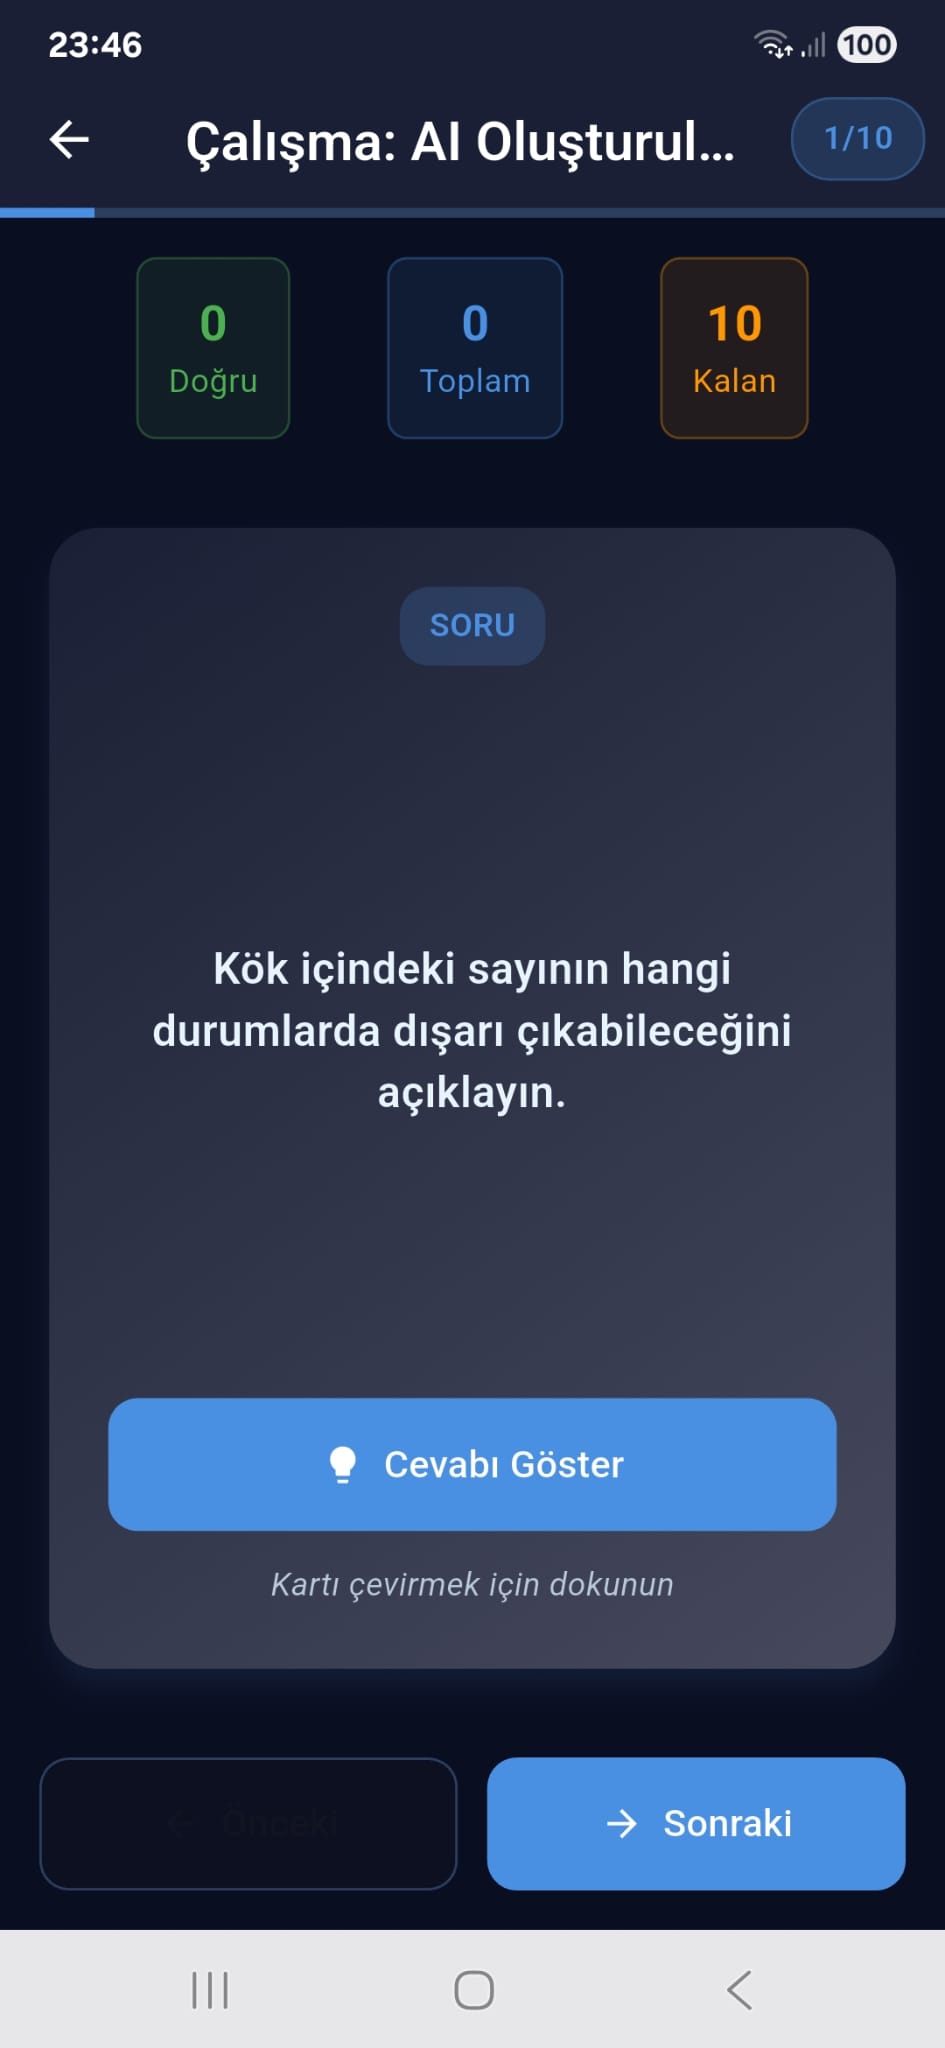 23:46
100
Çalışma: AI Oluşturul...
1/10
0
Doğru
0
Toplam
10
Kalan
SORU
Kök içindeki sayının hangi
durumlarda dışarı çıkabileceğini
açıklayın.
Cevabı Göster
Kartı çevirmek için dokunun
← Önceki
→ Sonraki